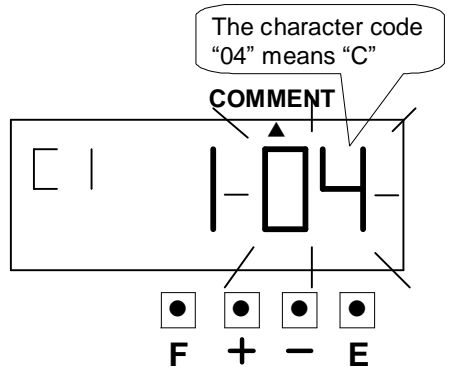 The character code
“04” means “C”
COMMENT
C1 1-04
F + − E